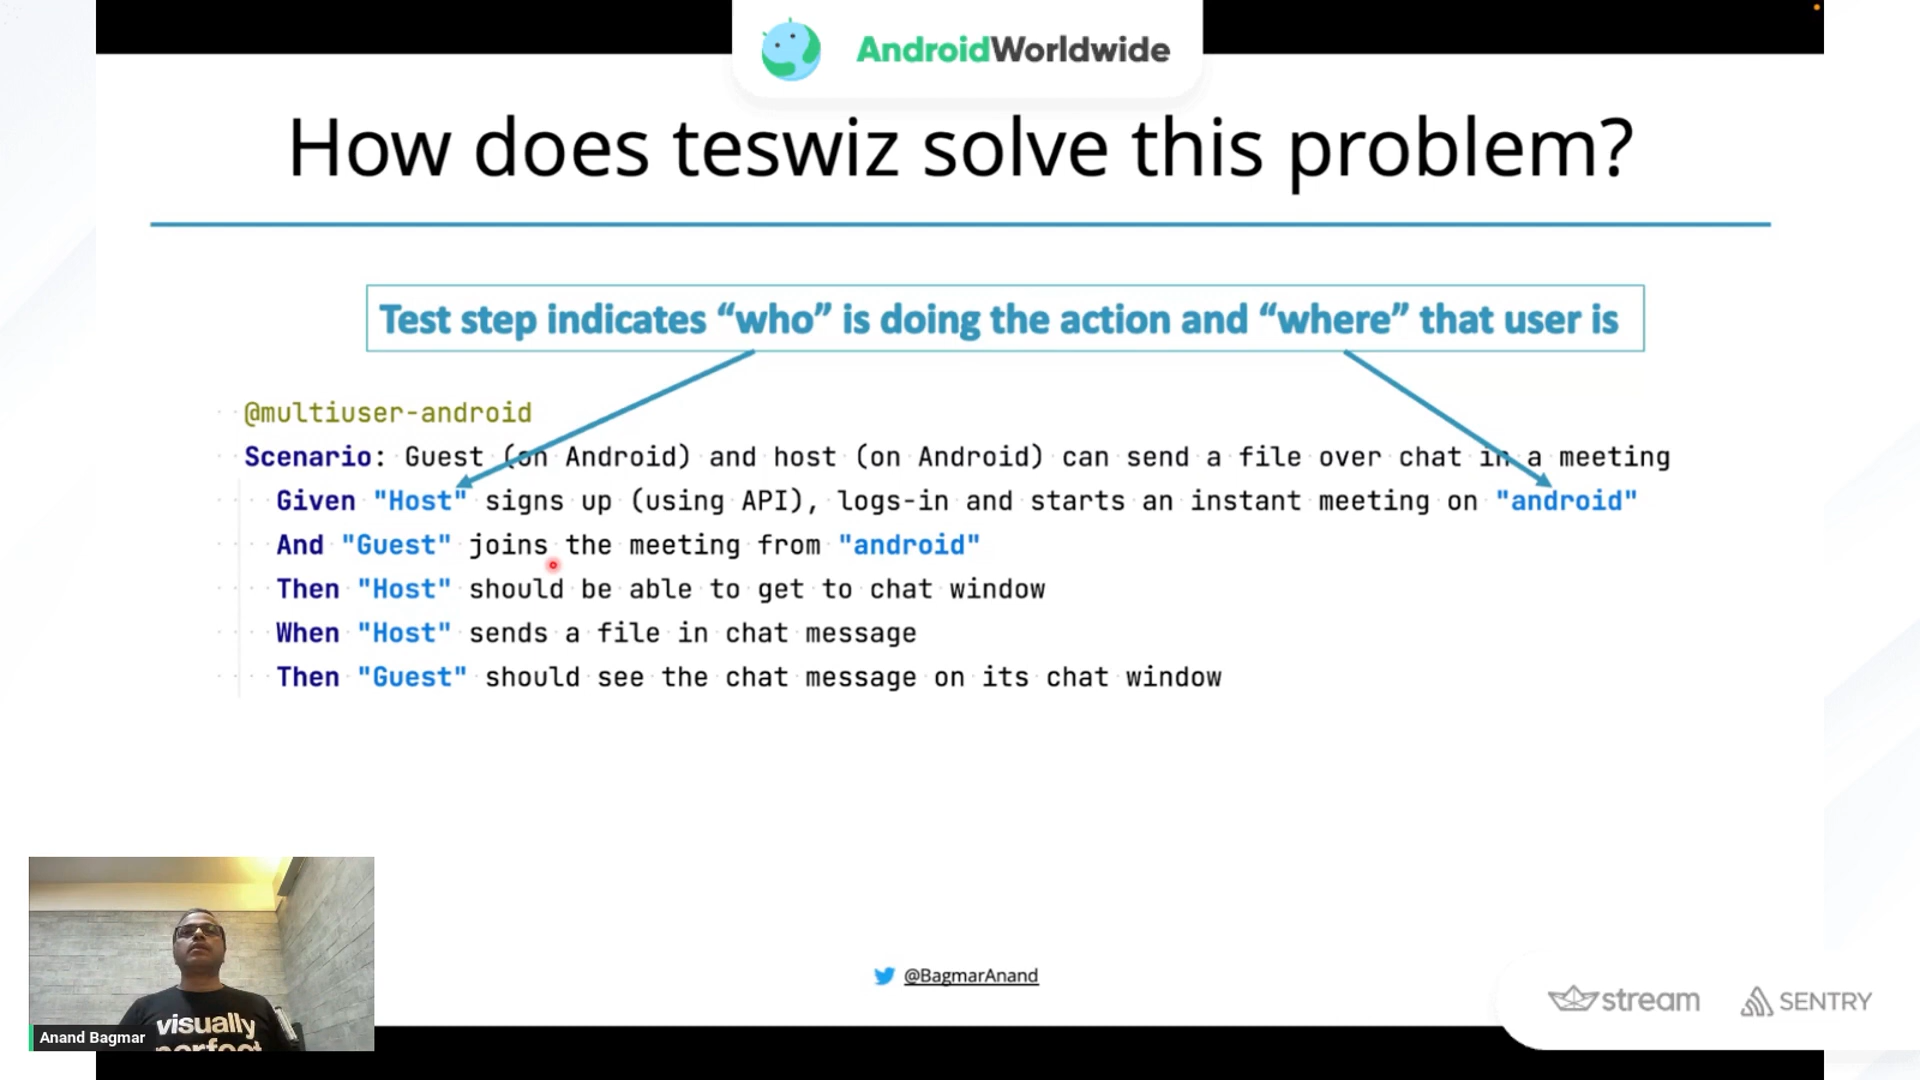 AndroidWorldwide
How does teswiz solve this problem?
Test step indicates “who” is doing the action and “where” that user is
@multiuser-android
Scenario: Guest (on Android) and host (on Android) can send a file over chat in a meeting
Given "Host" signs up (using API), logs-in and starts an instant meeting on "android"
And "Guest" joins the meeting from "android"
Then "Host" should be able to get to chat window
When "Host" sends a file in chat message
Then "Guest" should see the chat message on its chat window
@BagmarAnand
visually
perfect
Anand Bagmar
stream
SENTRY